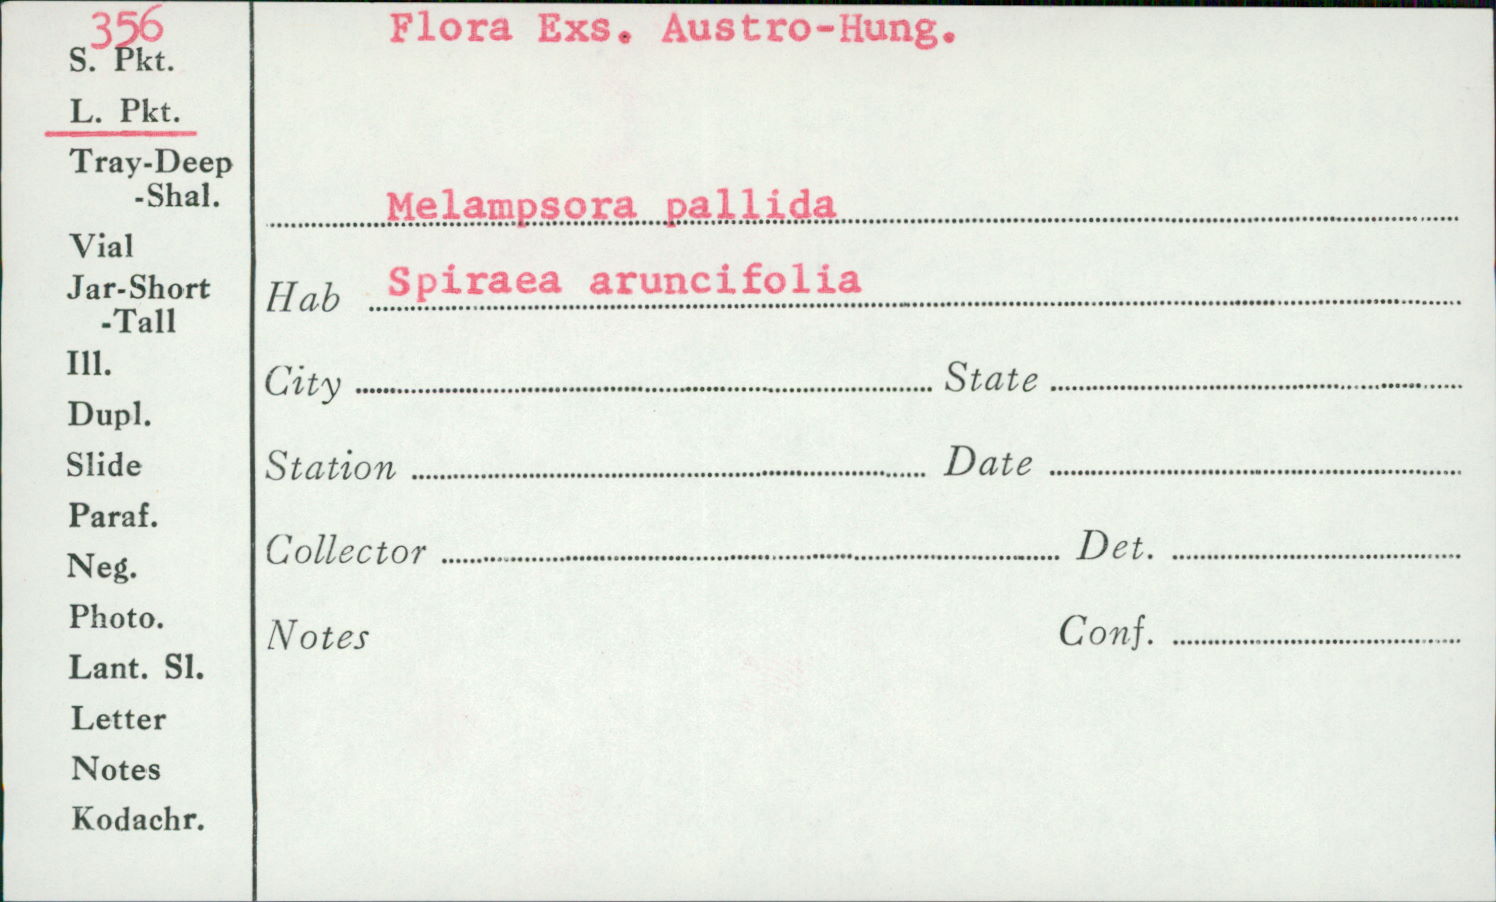 356
Flora Exs. Austro-Hung.
S. Pkt.
L. Pkt.
Tray-Deep
-Shal.
Vial
Jar-Short
-Tall
Ill.
Dupl.
Slide
Paraf.
Neg.
Photo.
Lant. Sl.
Letter
Notes
Kodachr.
Melampsora pallida
Hab Spiraea aruncifolia
City State
Station Date
Collector Det.
Notes Conf.